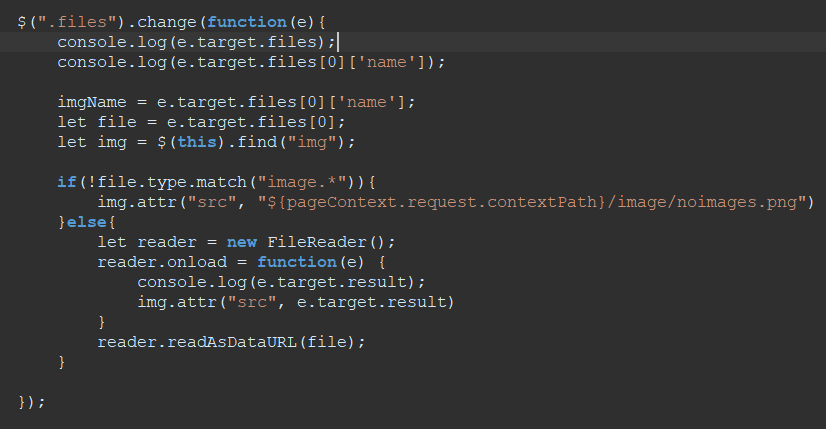 $(".files").change(function(e){
    console.log(e.target.files);
    console.log(e.target.files[0]['name']);

    imgName = e.target.files[0]['name'];
    let file = e.target.files[0];
    let img = $(this).find("img");

    if(!file.type.match("image.*")){
        img.attr("src", "${pageContext.request.contextPath}/image/noimages.png")
    }else{
        let reader = new FileReader();
        reader.onload = function(e) {
            console.log(e.target.result);
            img.attr("src", e.target.result)
        }
        reader.readAsDataURL(file);
    }

});